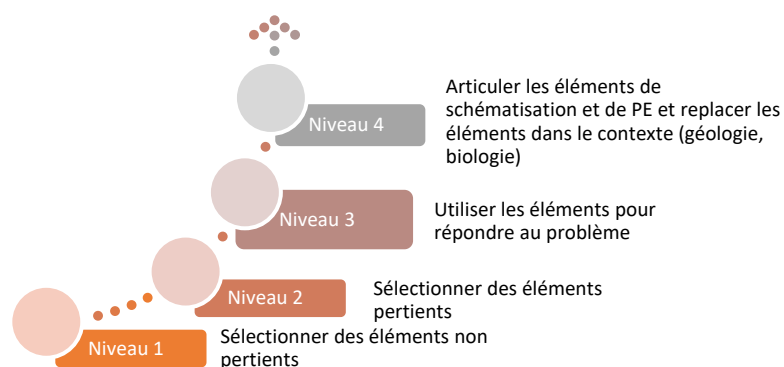 Niveau 4
Articuler les éléments de
schématisation et de PE et replacer les
éléments dans le contexte (géologie,
biologie)
Niveau 3
Utiliser les éléments pour
répondre au problème
Niveau 2
Sélectionner des éléments
pertients
Niveau 1
Sélectionner des éléments non
pertients